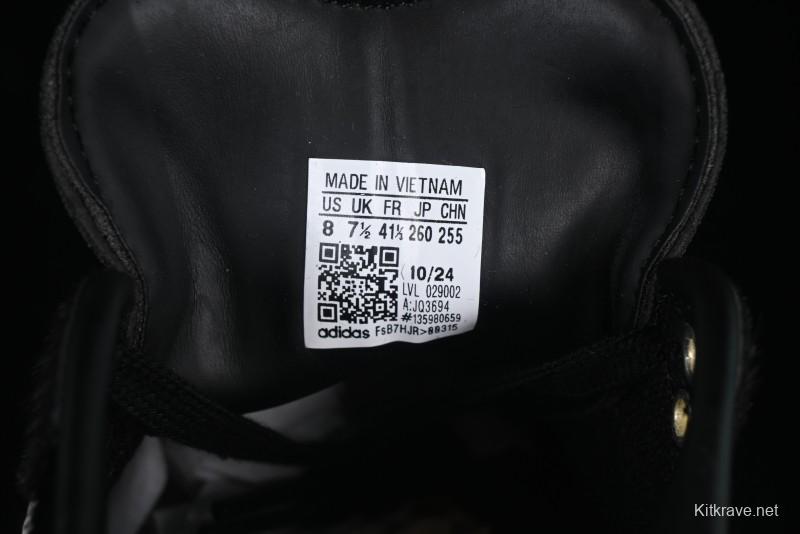 MADE IN VIETNAM
US UK FR JP CHN
8 7½ 41⅓ 260 255
10/24
LVL 029002
A:JQ3694
#135980659
adidas FsB7HJR>00315
Kitkrave.net